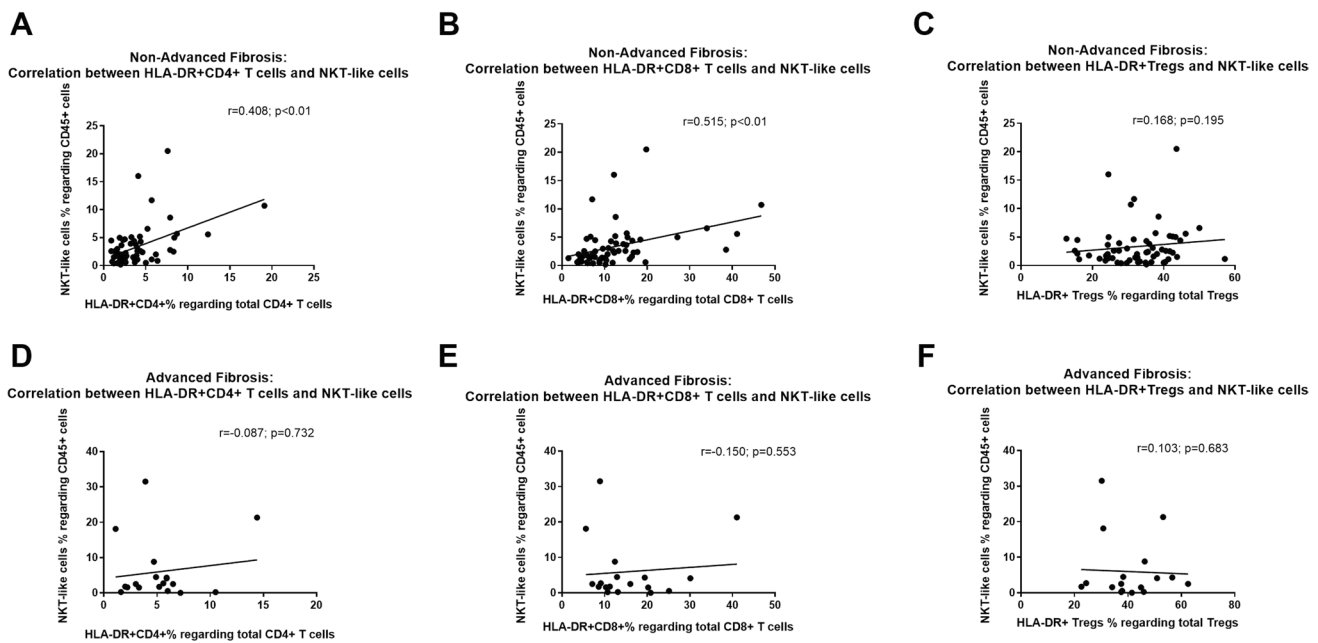 A
Non-Advanced Fibrosis:
Correlation between HLA-DR+CD4+ T cells and NKT-like cells
r=0.408; p<0.01
NKT-like cells % regarding CD45+ cells
25
20
15
10
5
0
0 5 10 15 20 25
HLA-DR+CD4+% regarding total CD4+ T cells
B
Non-Advanced Fibrosis:
Correlation between HLA-DR+CD8+ T cells and NKT-like cells
r=0.515; p<0.01
NKT-like cells % regarding CD45+ cells
25
20
15
10
5
0
0 10 20 30 40 50
HLA-DR+CD8+% regarding total CD8+ T cells
C
Non-Advanced Fibrosis:
Correlation between HLA-DR+Tregs and NKT-like cells
r=0.168; p=0.195
NKT-like cells % regarding CD45+ cells
25
20
15
10
5
0
0 20 40 60
HLA-DR+ Tregs % regarding total Tregs
D
Advanced Fibrosis:
Correlation between HLA-DR+CD4+ T cells and NKT-like cells
r=-0.087; p=0.732
NKT-like cells % regarding CD45+ cells
40
30
20
10
0
0 5 10 15 20
HLA-DR+CD4+% regarding total CD4+ T cells
E
Advanced Fibrosis:
Correlation between HLA-DR+CD8+ T cells and NKT-like cells
r=-0.150; p=0.553
NKT-like cells % regarding CD45+ cells
40
30
20
10
0
0 10 20 30 40 50
HLA-DR+CD8+% regarding total CD8+ T cells
F
Advanced Fibrosis:
Correlation between HLA-DR+Tregs and NKT-like cells
r=0.103; p=0.683
NKT-like cells % regarding CD45+ cells
40
30
20
10
0
0 20 40 60 80
HLA-DR+ Tregs % regarding total Tregs